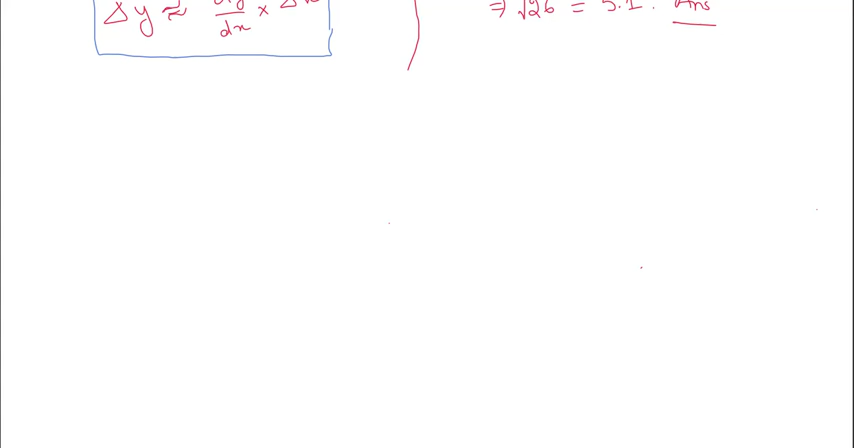 Δy ≈ dy/dx × Δx
⇒ √26 = 5.1. Ans